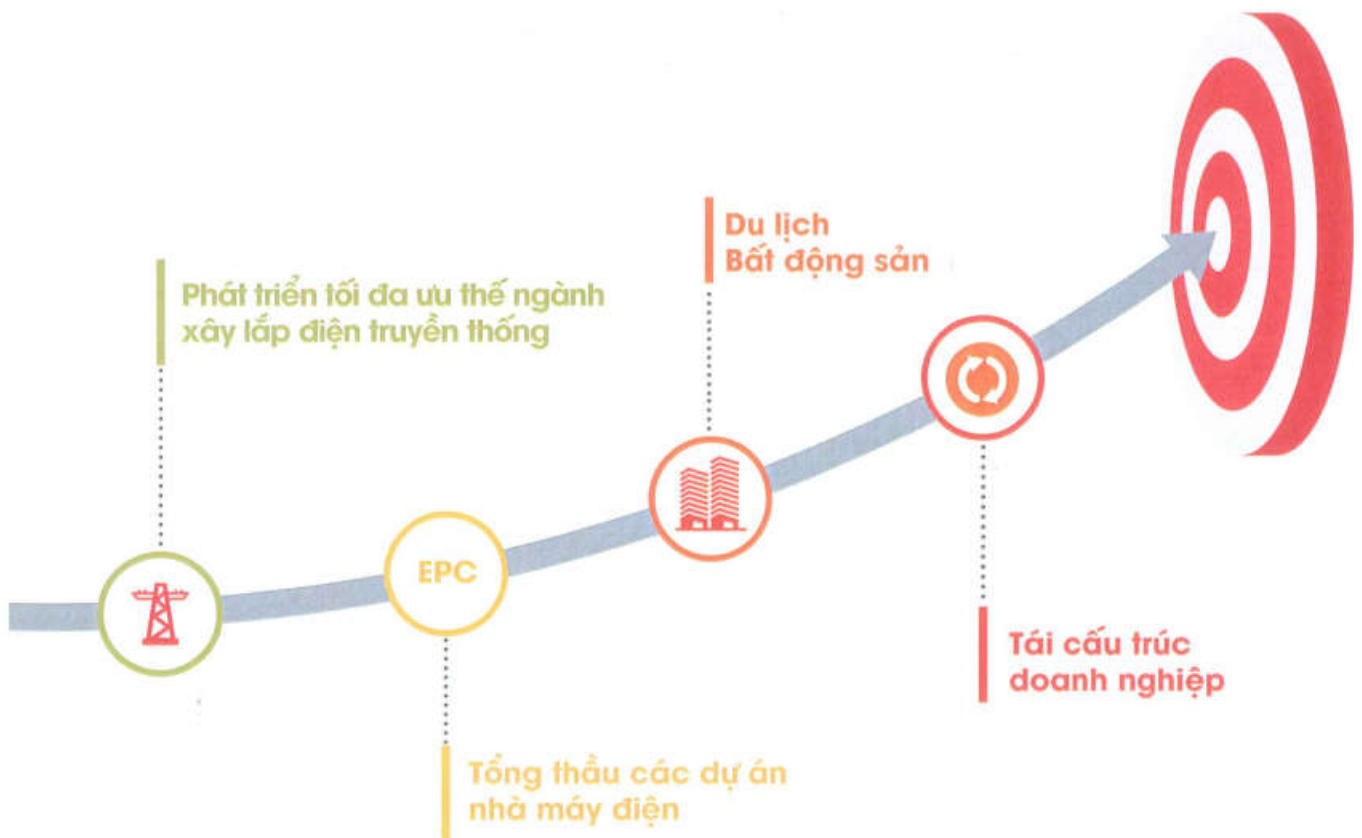 Du lịch
Bất động sản
Phát triển tối đa ưu thế ngành
xây lắp điện truyền thống
EPC
Tái cấu trúc
doanh nghiệp
Tổng thầu các dự án
nhà máy điện